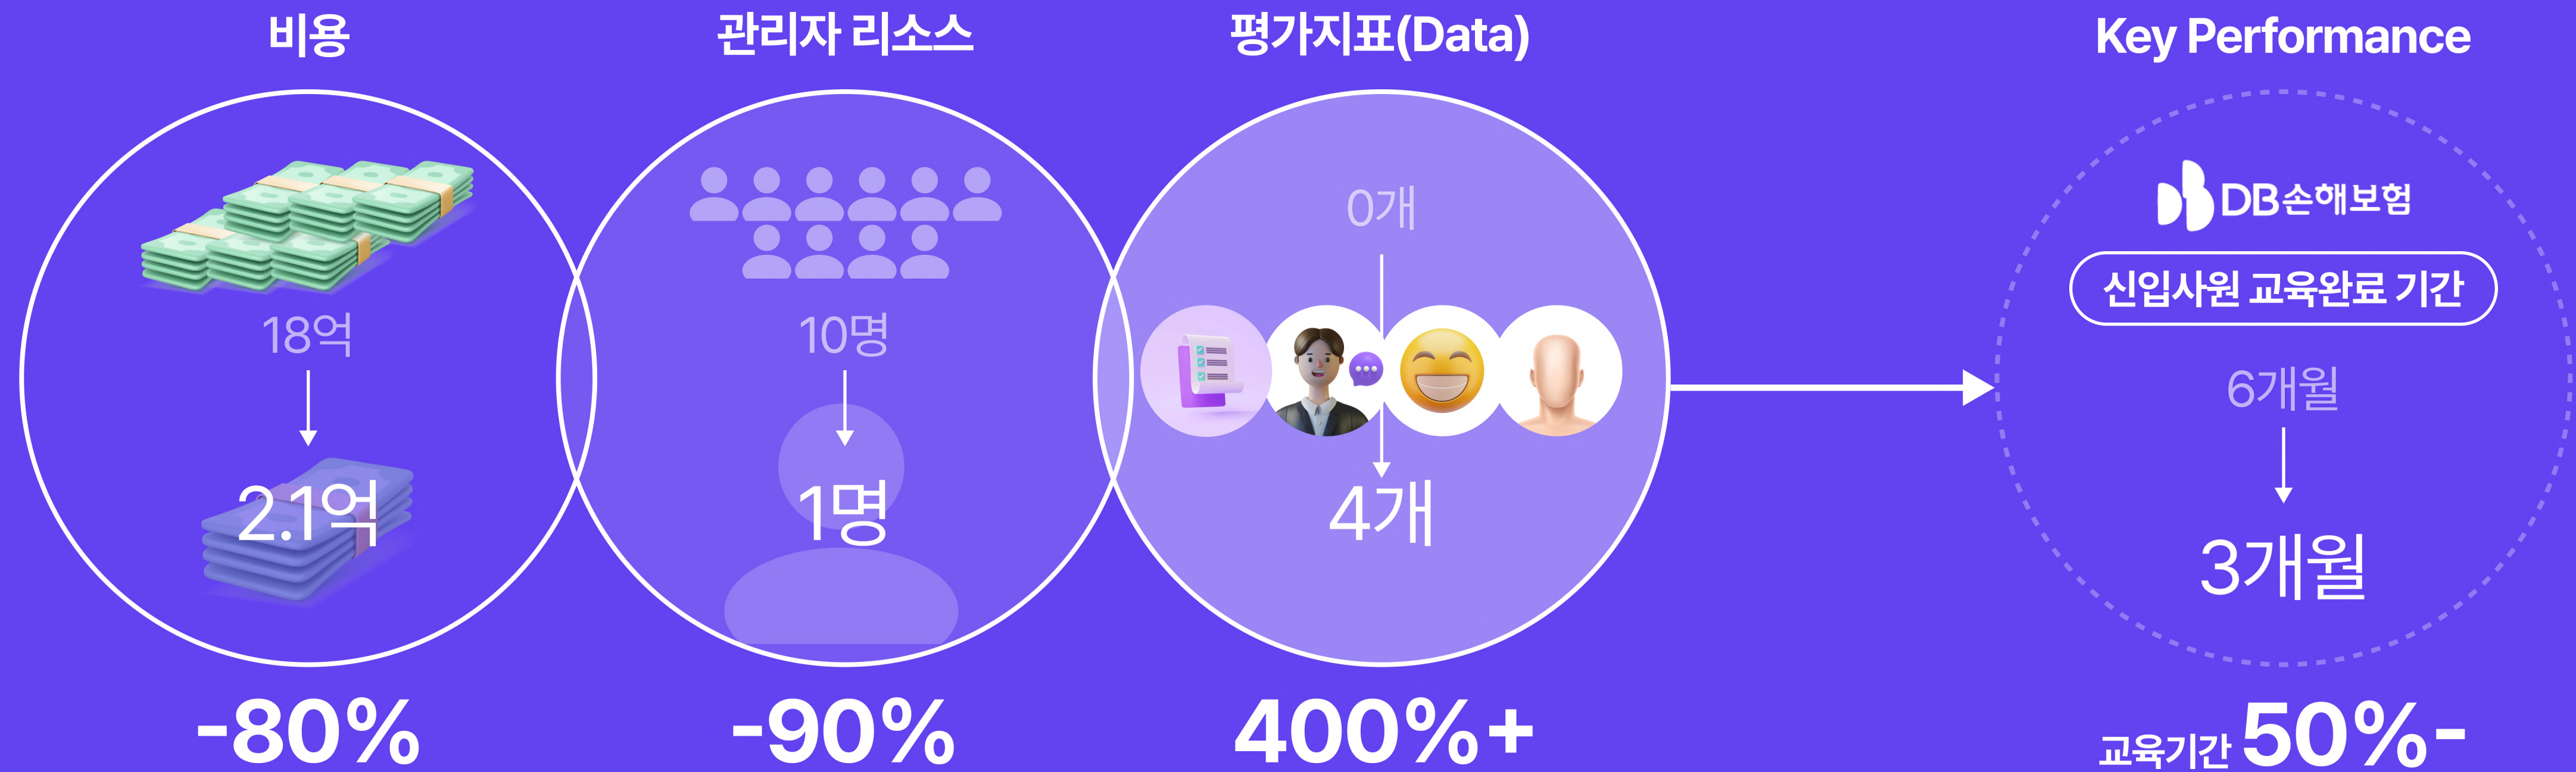 비용
18억
2.1억
-80%
관리자 리소스
10명
1명
-90%
평가지표(Data)
0개
4개
400%+
Key Performance
DB손해보험
신입사원 교육완료 기간
6개월
3개월
교육기간 50%-